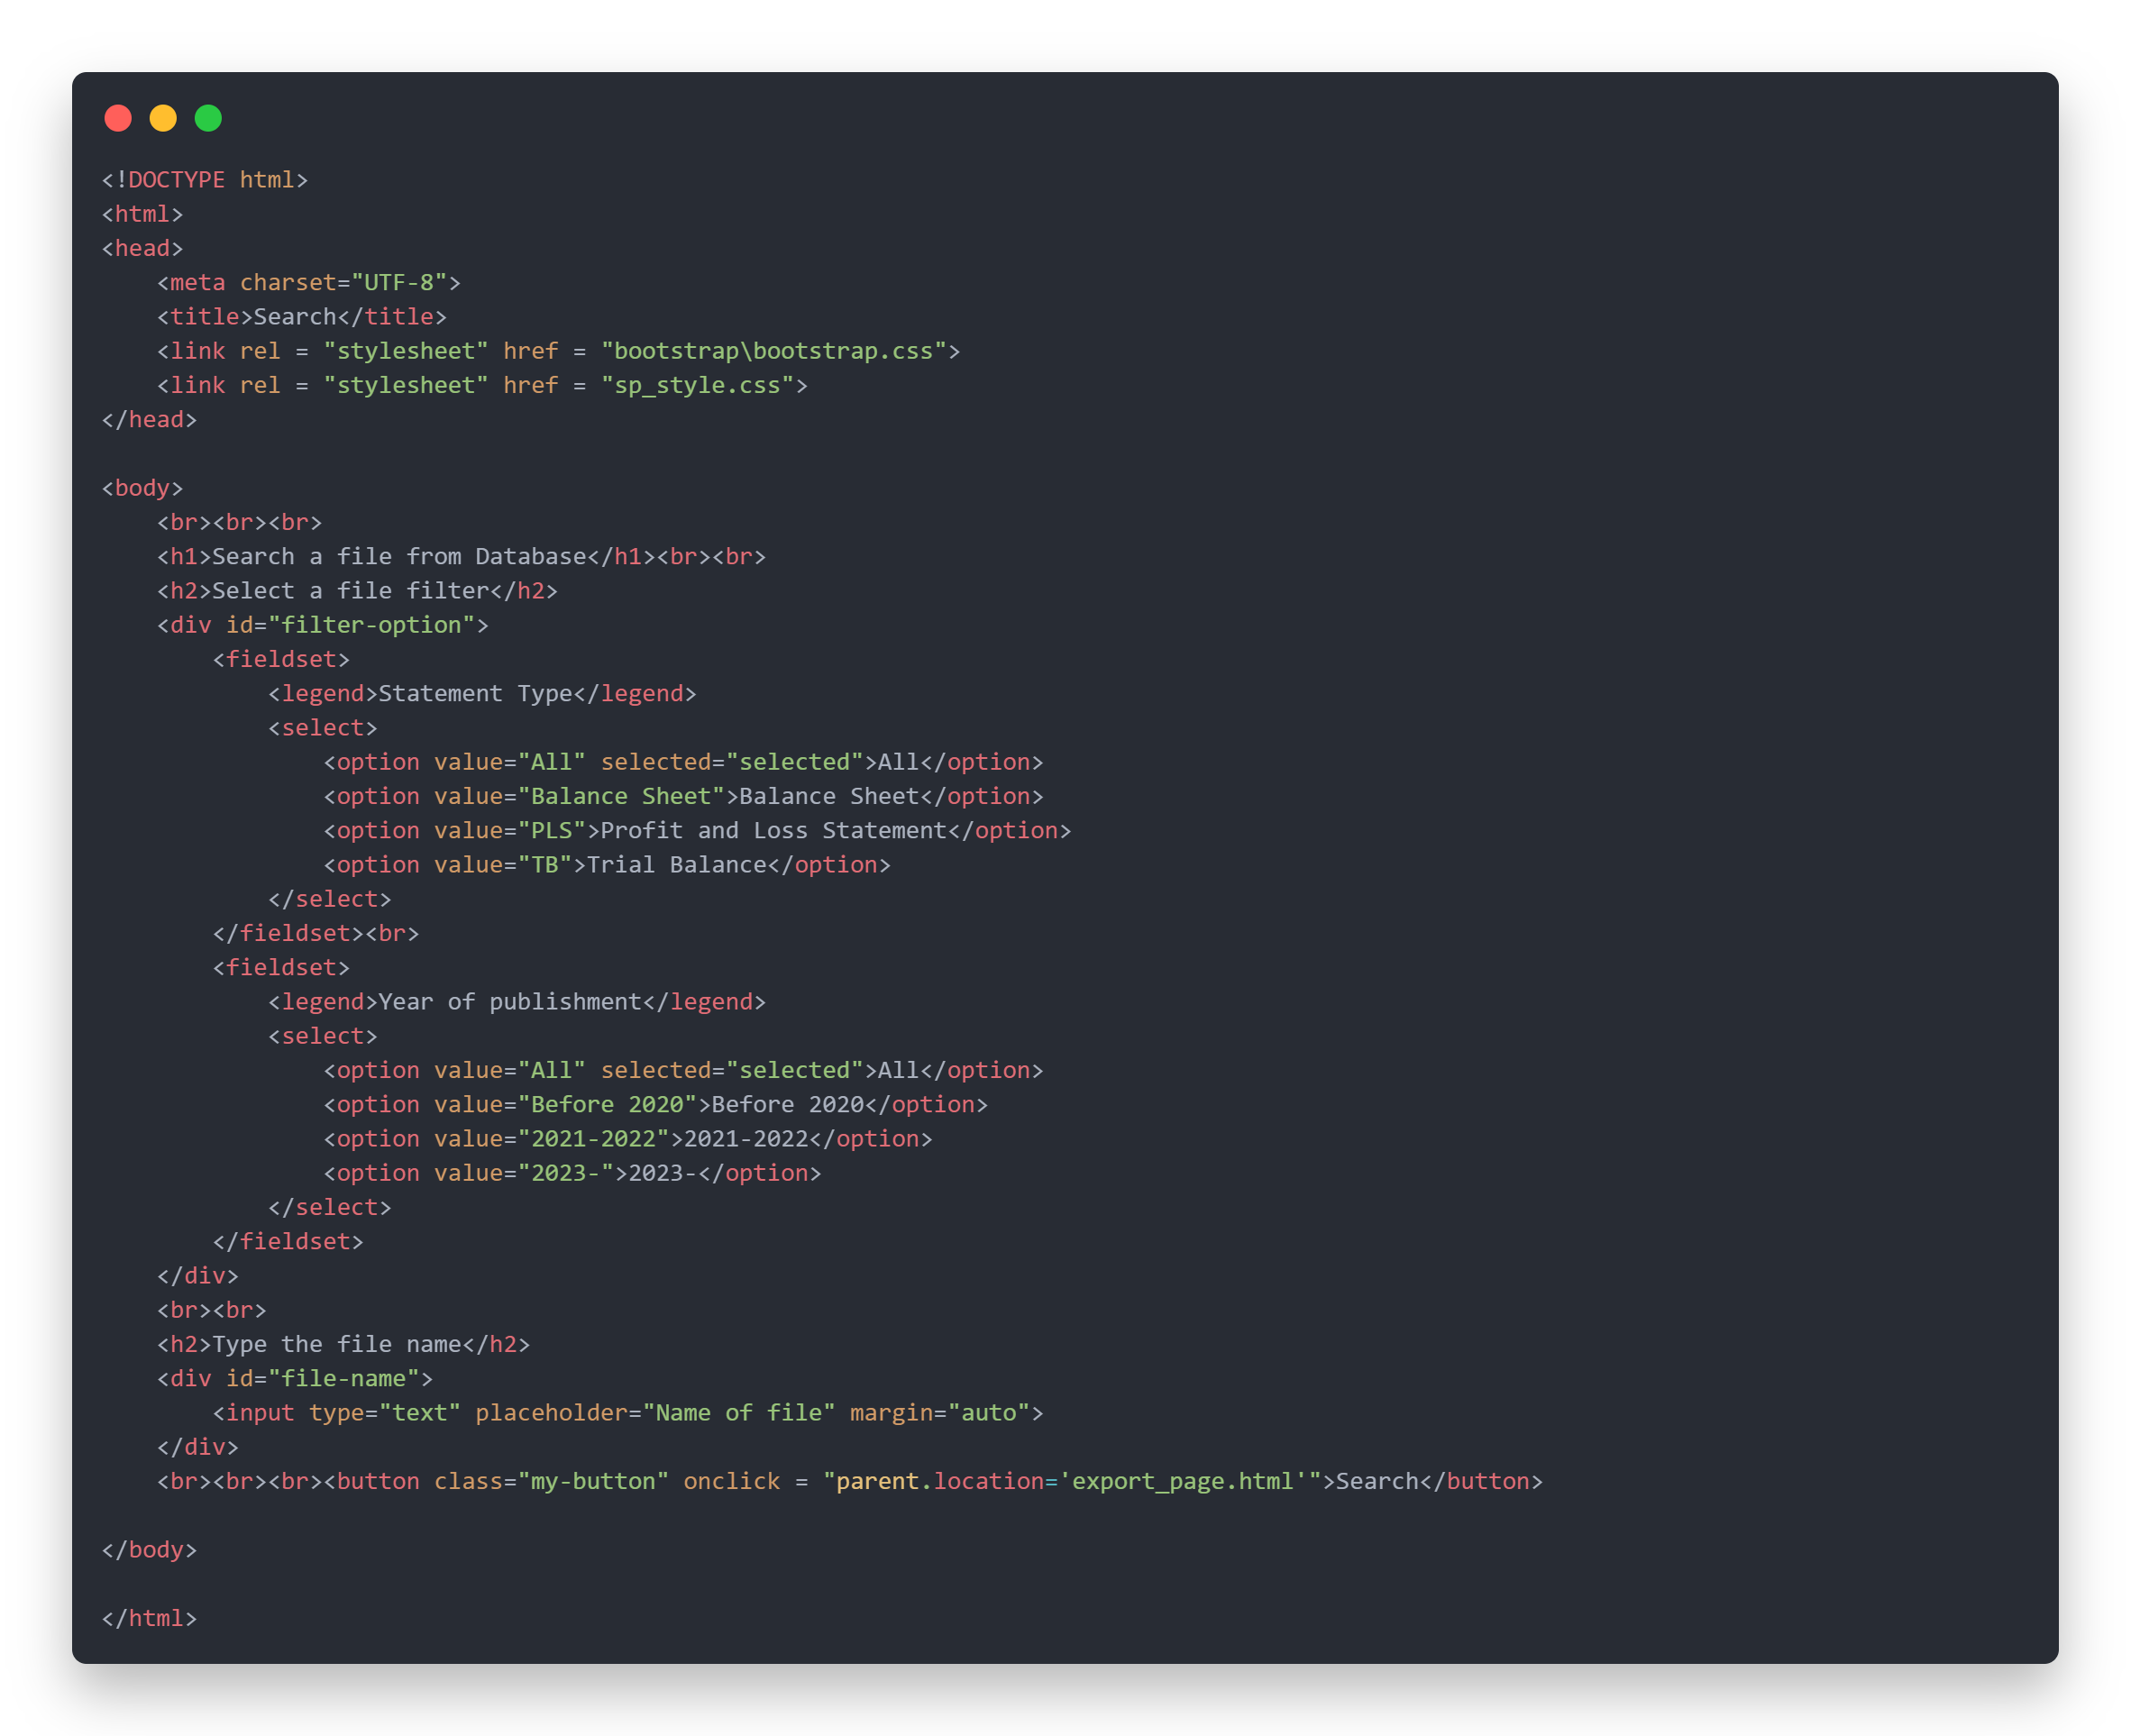 <!DOCTYPE html>
<html>
<head>
    <meta charset="UTF-8">
    <title>Search</title>
    <link rel = "stylesheet" href = "bootstrap\bootstrap.css">
    <link rel = "stylesheet" href = "sp_style.css">
</head>

<body>
    <br><br><br>
    <h1>Search a file from Database</h1><br><br>
    <h2>Select a file filter</h2>
    <div id="filter-option">
        <fieldset>
            <legend>Statement Type</legend>
            <select>
                <option value="All" selected="selected">All</option>
                <option value="Balance Sheet">Balance Sheet</option>
                <option value="PLS">Profit and Loss Statement</option>
                <option value="TB">Trial Balance</option>
            </select>
        </fieldset><br>
        <fieldset>
            <legend>Year of publishment</legend>
            <select>
                <option value="All" selected="selected">All</option>
                <option value="Before 2020">Before 2020</option>
                <option value="2021-2022">2021-2022</option>
                <option value="2023-">2023-</option>
            </select>
        </fieldset>
    </div>
    <br><br>
    <h2>Type the file name</h2>
    <div id="file-name">
        <input type="text" placeholder="Name of file" margin="auto">
    </div>
    <br><br><br><button class="my-button" onclick = "parent.location='export_page.html'">Search</button>

</body>

</html>